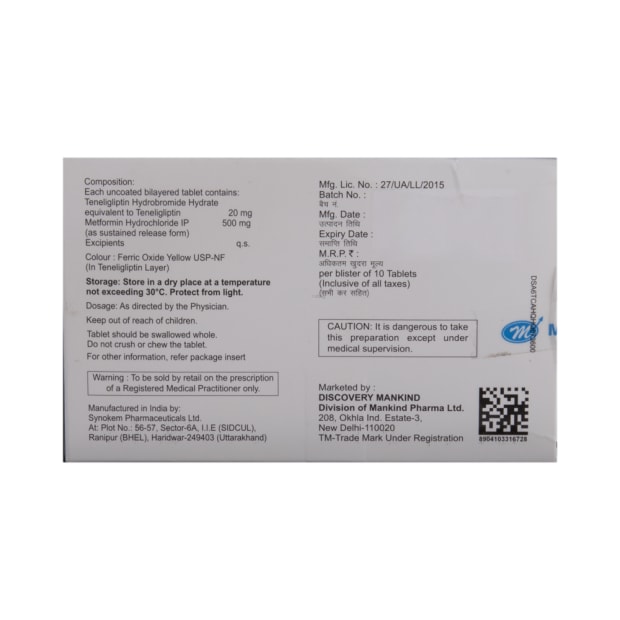 Composition:
Each uncoated bilayered tablet contains:
Teneligliptin Hydrobromide Hydrate
equivalent to Teneligliptin 20 mg
Metformin Hydrochloride IP 500 mg
(as sustained release form)
Excipients q.s.
Colour : Ferric Oxide Yellow USP-NF
(In Teneligliptin Layer)
Storage: Store in a dry place at a temperature
not exceeding 30°C. Protect from light.
Dosage: As directed by the Physician.
Keep out of reach of children.
Tablet should be swallowed whole.
Do not crush or chew the tablet.
For other information, refer package insert
Warning : To be sold by retail on the prescription
of a Registered Medical Practitioner only.
Manufactured in India by:
Synokem Pharmaceuticals Ltd.
At: Plot No.: 56-57, Sector-6A, I.I.E (SIDCUL),
Ranipur (BHEL), Haridwar-249403 (Uttarakhand)
Mfg. Lic. No. : 27/UA/LL/2015
Batch No. :
बैच नं.
Mfg. Date :
उत्पादन तिथि
Expiry Date :
समाप्ति तिथि
M.R.P. ₹ :
अधिकतम खुदरा मूल्य
per blister of 10 Tablets
(Inclusive of all taxes)
(सभी कर सहित)
CAUTION: It is dangerous to take
this preparation except under
medical supervision.
Marketed by :
DISCOVERY MANKIND
Division of Mankind Pharma Ltd.
208, Okhla Ind. Estate-3,
New Delhi-110020
TM-Trade Mark Under Registration
8904103316728
M